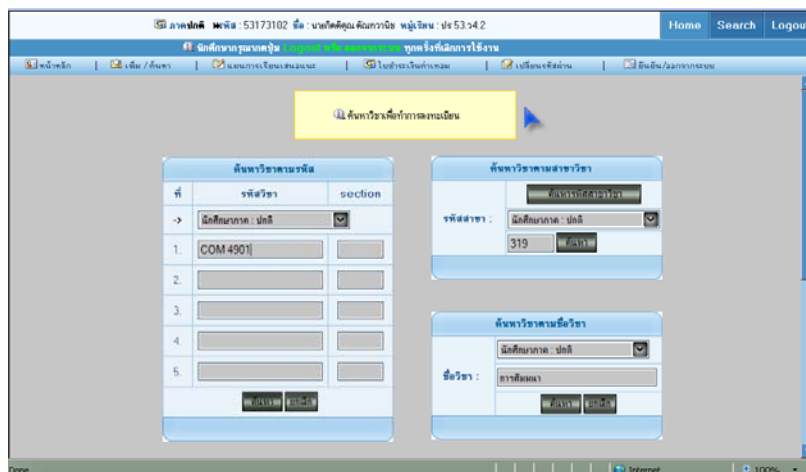 ภาคปกติ รหัส : 53173102 ชื่อ : นายกิตติคุณ คัณทวานิช หมู่เรียน : ปร 53.ว4.2
Home Search Logout
นักศึกษากรุณากดปุ่ม Logout หรือ ออกจากระบบ ทุกครั้งที่เลิกการใช้งาน
หน้าหลัก | เพิ่ม / ค้นหา | แผนการเรียนเสนอแนะ | ใบชำระเงินค่าเทอม | เปลี่ยนรหัสผ่าน | ยืนยัน/ออกจากระบบ
ค้นหาวิชาเพื่อทำการลงทะเบียน
ค้นหาวิชาตามรหัส
ที่ รหัสวิชา section
-> นักศึกษาภาค : ปกติ
1. COM 4901
2.
3.
4.
5.
ค้นหา ยกเลิก
ค้นหาวิชาตามสาขาวิชา
ค้นหารหัสสาขาวิชา
รหัสสาขา : นักศึกษาภาค : ปกติ
319 ค้นหา
ค้นหาวิชาตามชื่อวิชา
นักศึกษาภาค : ปกติ
ชื่อวิชา : การสัมมนา
ค้นหา ยกเลิก
Done Internet 100%